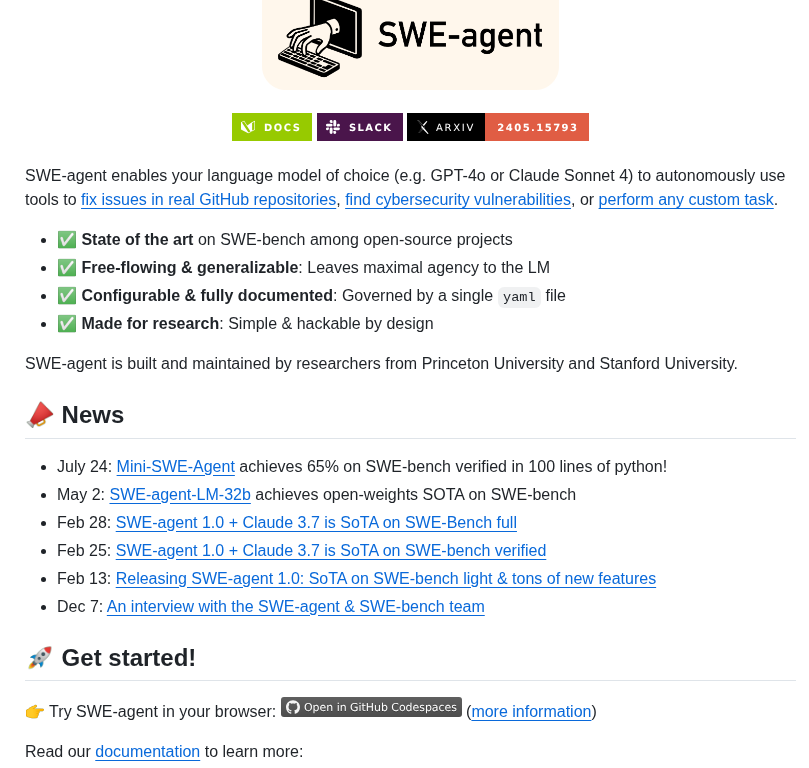 SWE-agent
DOCS SLACK ARXIV 2405.15793
SWE-agent enables your language model of choice (e.g. GPT-4o or Claude Sonnet 4) to autonomously use
tools to fix issues in real GitHub repositories, find cybersecurity vulnerabilities, or perform any custom task.
• ✅ State of the art on SWE-bench among open-source projects
• ✅ Free-flowing & generalizable: Leaves maximal agency to the LM
• ✅ Configurable & fully documented: Governed by a single yaml file
• ✅ Made for research: Simple & hackable by design
SWE-agent is built and maintained by researchers from Princeton University and Stanford University.
📣 News
• July 24: Mini-SWE-Agent achieves 65% on SWE-bench verified in 100 lines of python!
• May 2: SWE-agent-LM-32b achieves open-weights SOTA on SWE-bench
• Feb 28: SWE-agent 1.0 + Claude 3.7 is SoTA on SWE-Bench full
• Feb 25: SWE-agent 1.0 + Claude 3.7 is SoTA on SWE-bench verified
• Feb 13: Releasing SWE-agent 1.0: SoTA on SWE-bench light & tons of new features
• Dec 7: An interview with the SWE-agent & SWE-bench team
🚀 Get started!
👉 Try SWE-agent in your browser: Open in GitHub Codespaces (more information)
Read our documentation to learn more: